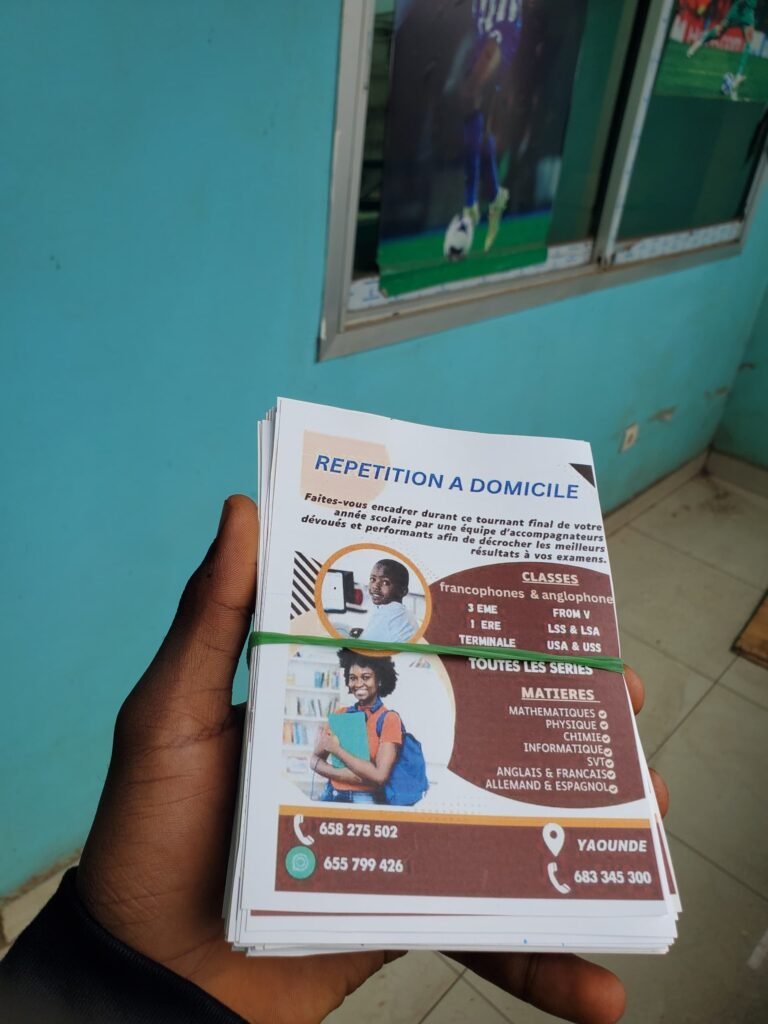 REPETITION A DOMICILE
Faites-vous encadrer durant ce tournant final de votre
année scolaire par une équipe d'accompagnateurs
dévoués et performants afin de décrocher les meilleurs
résultats à vos examens.
CLASSES
francophones & anglophone
3 EME FROM V
1 ERE LSS & LSA
TERMINALE USA & USS
TOUTES LES SERIES
MATIERES
MATHEMATIQUES
PHYSIQUE
CHIMIE
INFORMATIQUE
SVT
ANGLAIS & FRANCAIS
ALLEMAND & ESPAGNOL
658 275 502
655 799 426
YAOUNDE
683 345 300